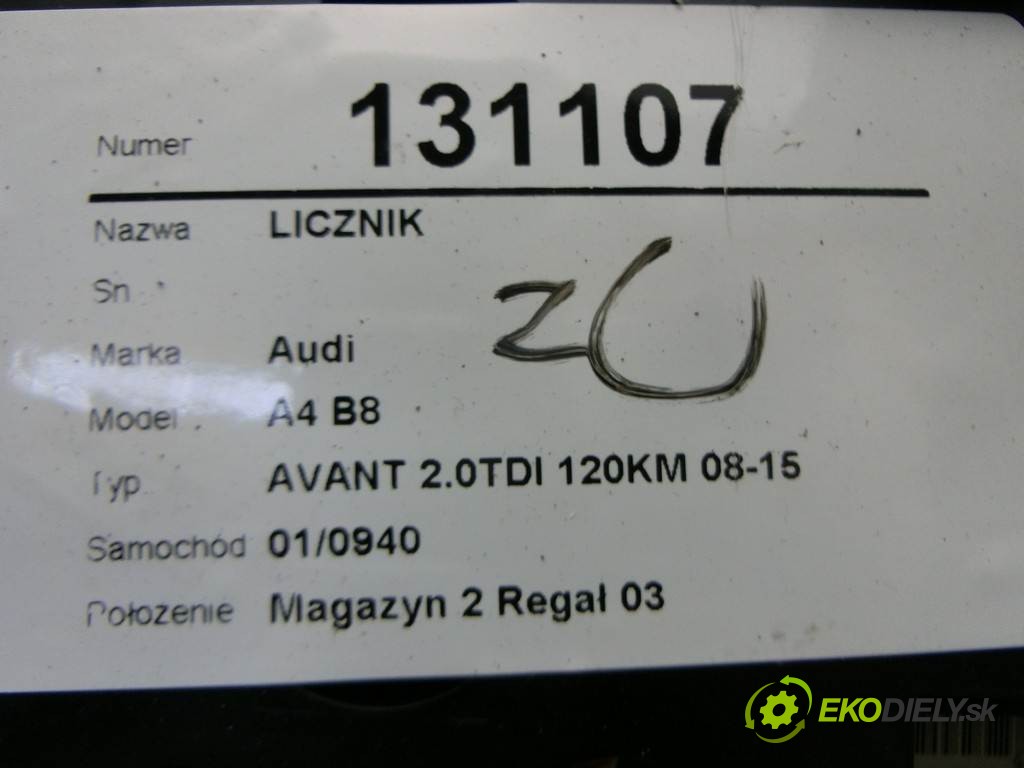 Numer 131107
Nazwa LICZNIK
Sn
Marka Audi
Model A4 B8
Typ AVANT 2.0TDI 120KM 08-15
Samochód 01/0940
Położenie Magazyn 2 Regał 03
EKODIELY.sk